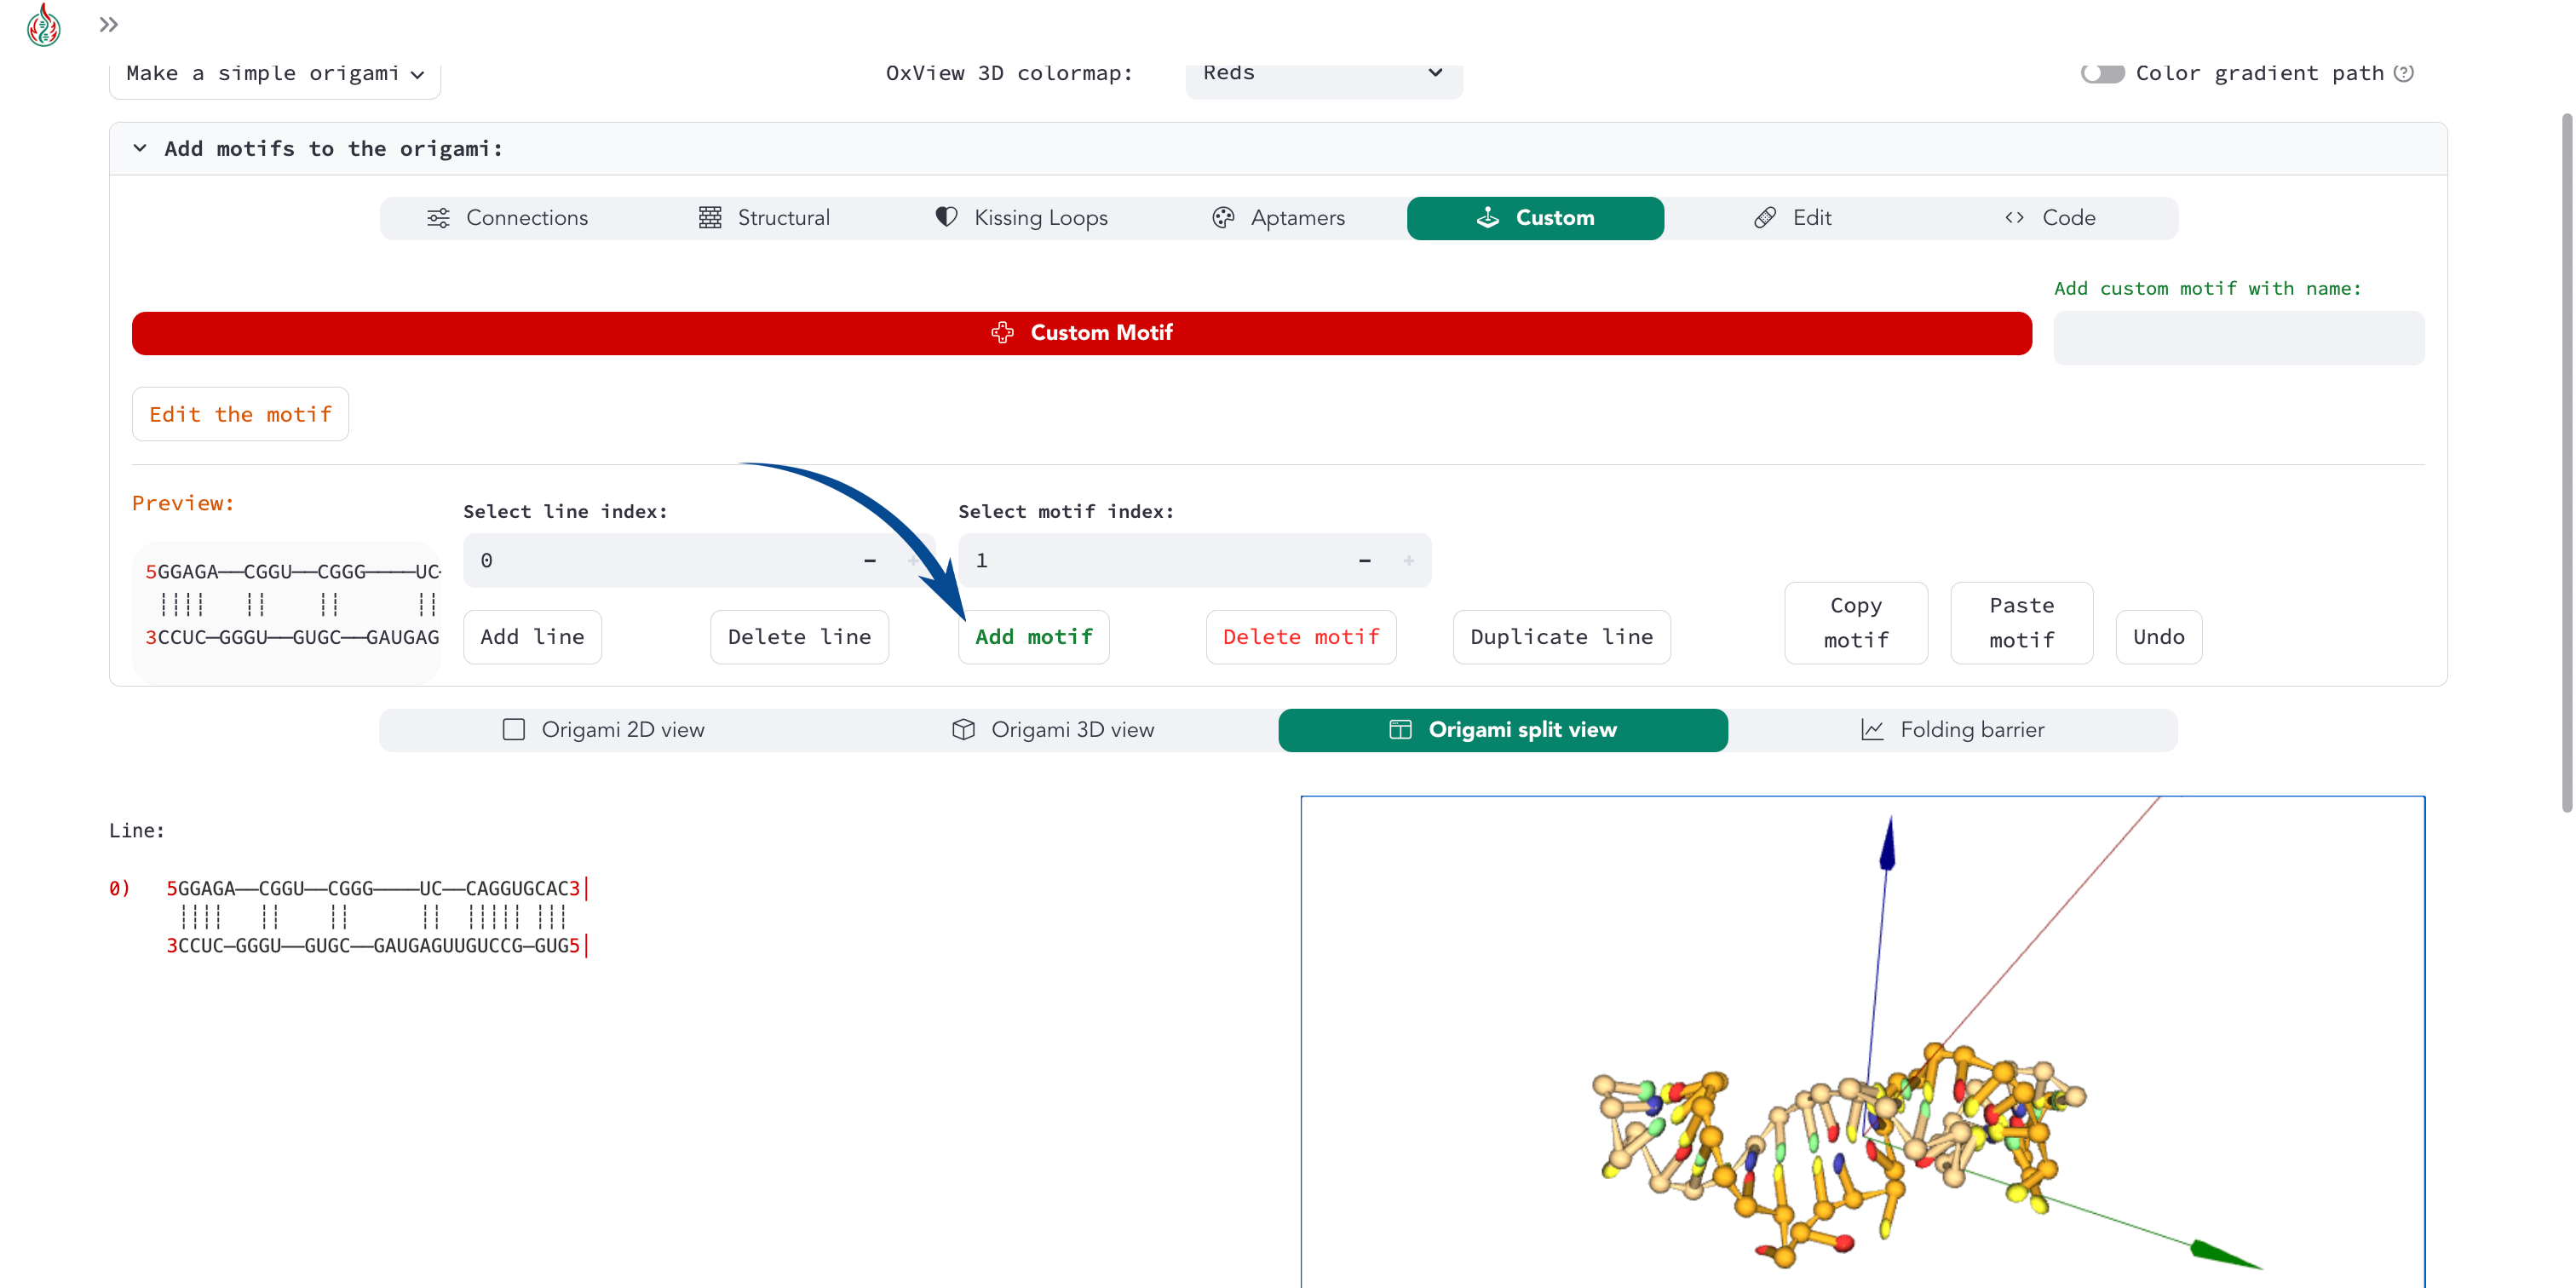 Make a simple origami
OxView 3D colormap:
Reds
Color gradient path
Add motifs to the origami:
Connections
Structural
Kissing Loops
Aptamers
Custom
Edit
<> Code
Add custom motif with name:
Custom Motif
Edit the motif
Preview:
Select line index:
Select motif index:
5GGAGA──CGGU──CGGG────UC─
0 − +
1 − +
┊┊┊┊ ┊┊ ┊┊ ┊┊
3CCUC─GGGU──GUGC──GAUGAG
Add line
Delete line
Add motif
Delete motif
Duplicate line
Copy
motif
Paste
motif
Undo
Origami 2D view
Origami 3D view
Origami split view
Folding barrier
Line:
0) 5GGAGA──CGGU──CGGG────UC──CAGGUGCAC3│
┊┊┊┊ ┊┊ ┊┊ ┊┊ ┊┊┊┊┊ ┊┊┊
3CCUC─GGGU──GUGC──GAUGAGUUGUCCG─GUG5│